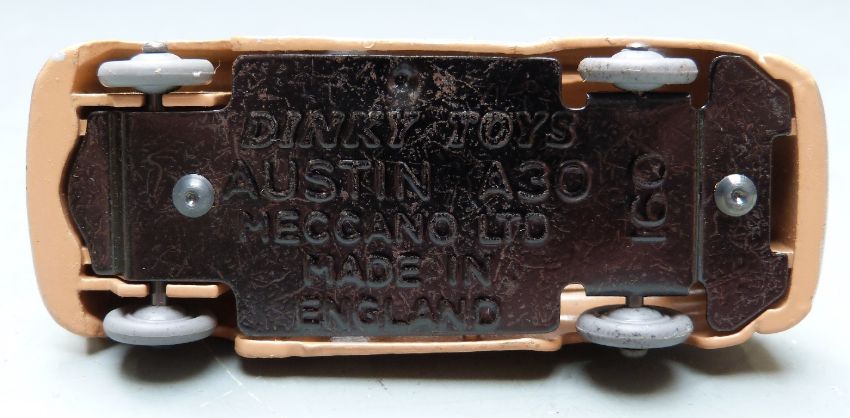 DINKY TOYS
AUSTIN A30
MECCANO LTD
MADE IN
ENGLAND
160